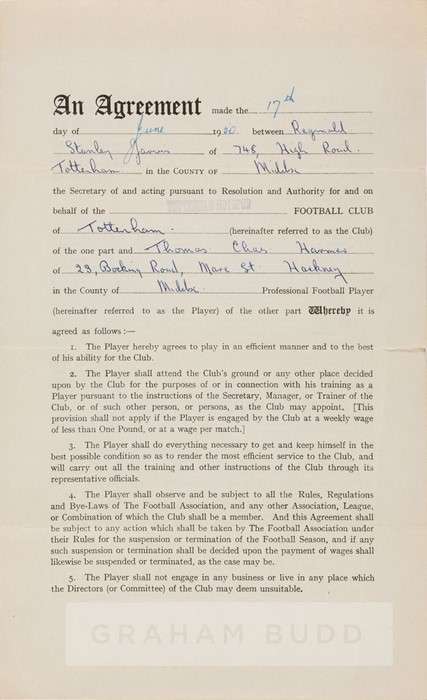 An Agreement made the 17th
day of June 1950 between Reginald
Stanley Jarvis of 748, High Road.
Tottenham in the COUNTY OF Middx
the Secretary of and acting pursuant to Resolution and Authority for and on
behalf of the FOOTBALL CLUB
of Tottenham. (hereinafter referred to as the Club)
of the one part and Thomas Chas Harmer
of 29, Bocking Road, Mare St Hackney
in the County of Middx. Professional Football Player
(hereinafter referred to as the Player) of the other part Whereby it is
agreed as follows :—
1. The Player hereby agrees to play in an efficient manner and to the best
of his ability for the Club.
2. The Player shall attend the Club's ground or any other place decided
upon by the Club for the purposes of or in connection with his training as a
Player pursuant to the instructions of the Secretary, Manager, or Trainer of the
Club, or of such other person, or persons, as the Club may appoint. [This
provision shall not apply if the Player is engaged by the Club at a weekly wage
of less than One Pound, or at a wage per match.]
3. The Player shall do everything necessary to get and keep himself in the
best possible condition so as to render the most efficient service to the Club, and
will carry out all the training and other instructions of the Club through its
representative officials.
4. The Player shall observe and be subject to all the Rules, Regulations
and Bye-Laws of The Football Association, and any other Association, League,
or Combination of which the Club shall be a member. And this Agreement shall
be subject to any action which shall be taken by The Football Association under
their Rules for the suspension or termination of the Football Season, and if any
such suspension or termination shall be decided upon the payment of wages shall
likewise be suspended or terminated, as the case may be.
5. The Player shall not engage in any business or live in any place which
the Directors (or Committee) of the Club may deem unsuitable.
GRAHAM BUDD